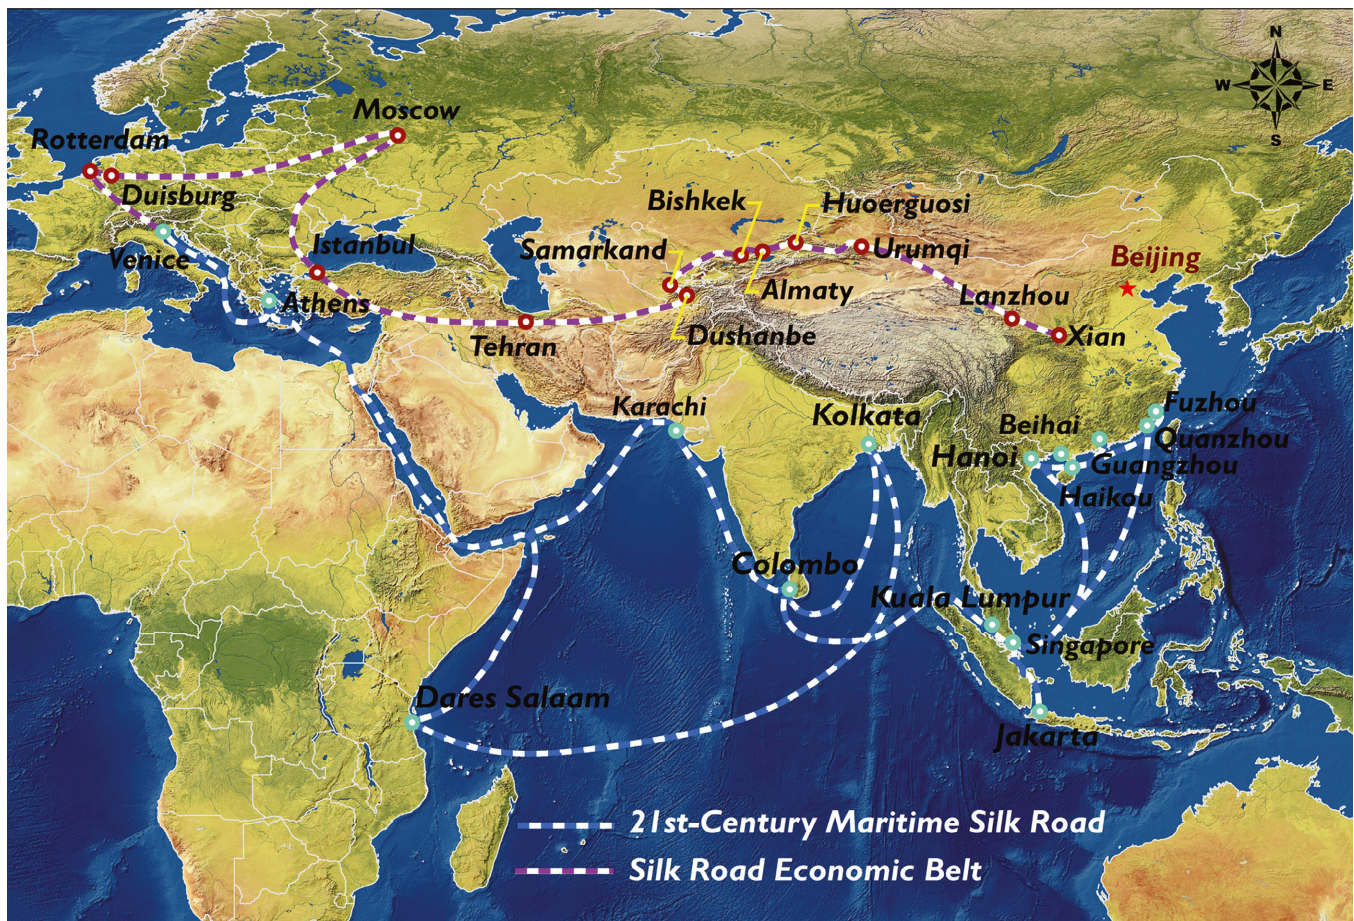 N
W
E
S
Moscow
Rotterdam
Duisburg
Bishkek
Huoerguosi
Venice
Istanbul
Samarkand
Urumqi
Beijing
Athens
Almaty
Lanzhou
Tehran
Dushanbe
Xian
Karachi
Kolkata
Fuzhou
Beihai
Quanzhou
Hanoi
Guangzhou
Haikou
Colombo
Kuala Lumpur
Singapore
Dares Salaam
Jakarta
21st-Century Maritime Silk Road
Silk Road Economic Belt